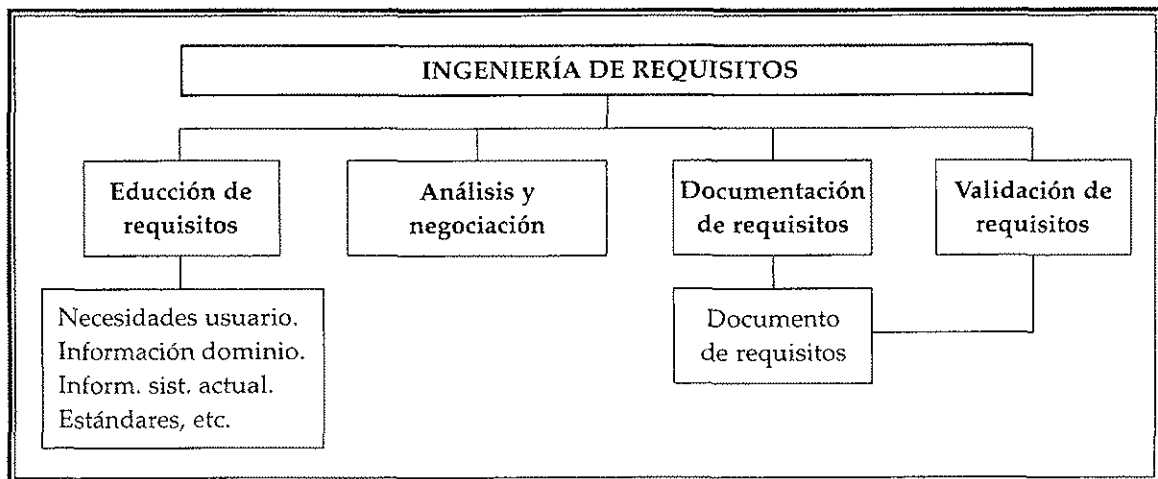 INGENIERÍA DE REQUISITOS
Educción de
requisitos
Análisis y
negociación
Documentación
de requisitos
Validación de
requisitos
Necesidades usuario.
Información dominio.
Inform. sist. actual.
Estándares, etc.
Documento
de requisitos